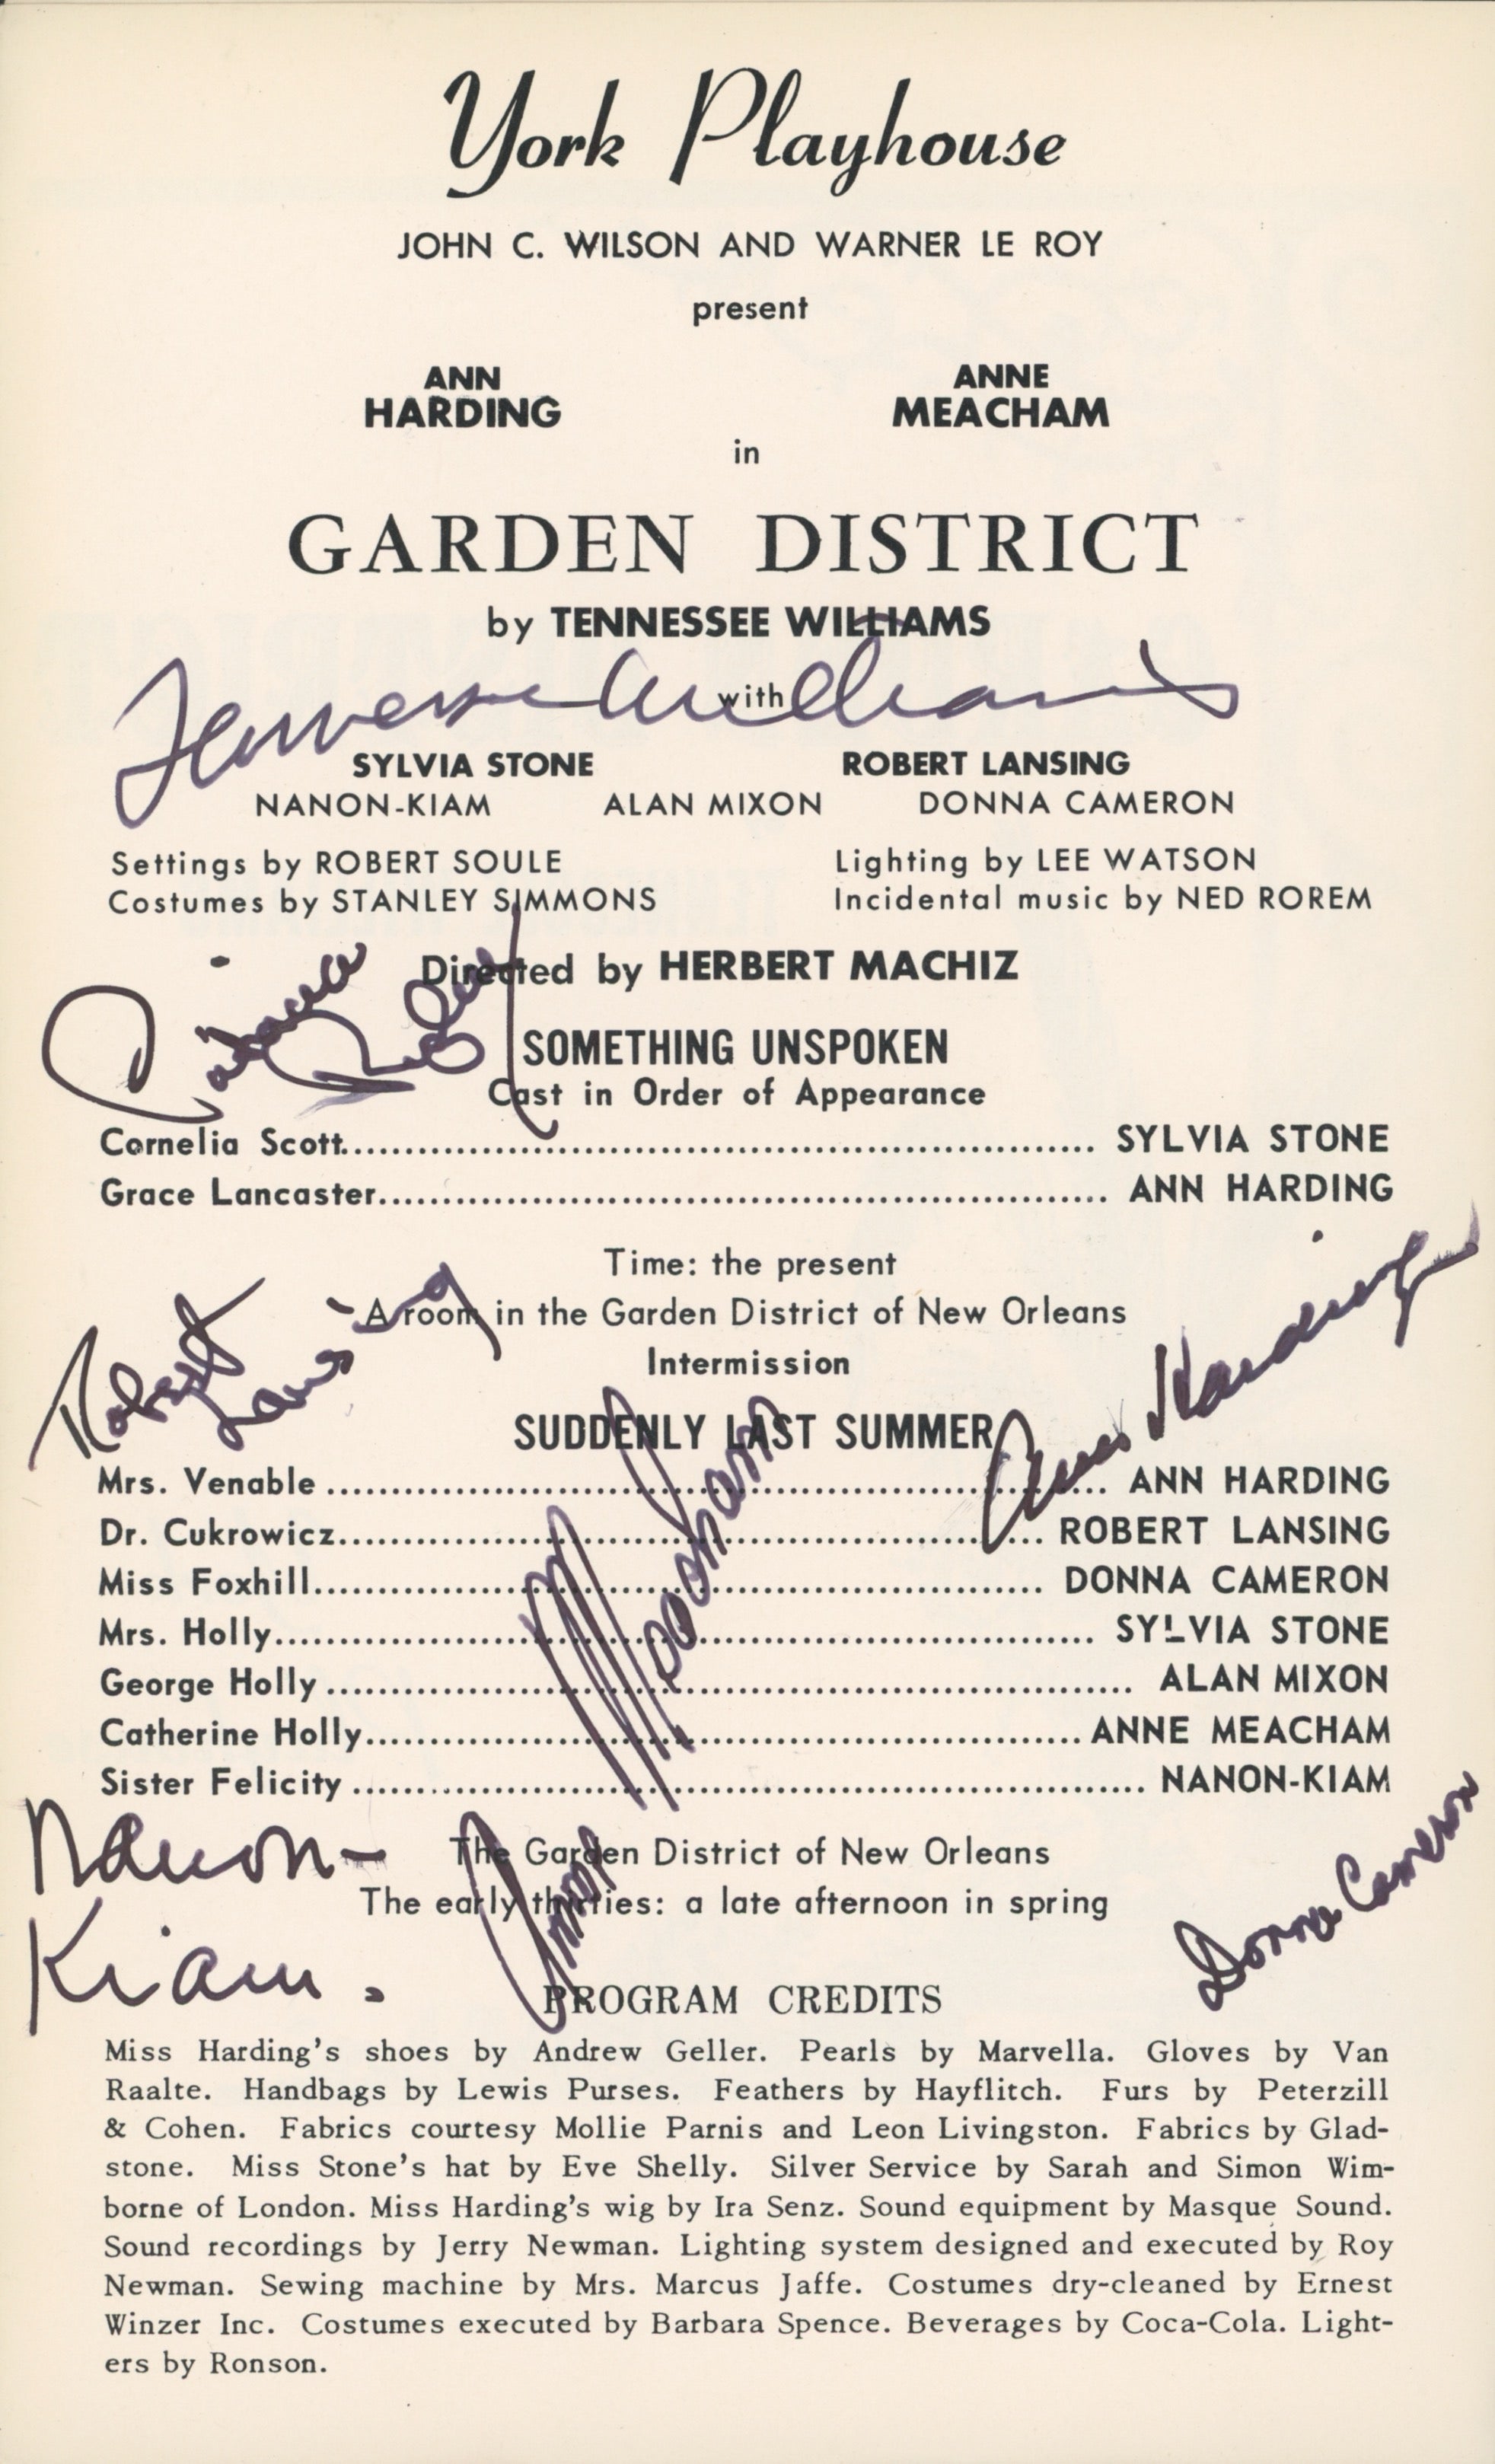 York Playhouse
JOHN C. WILSON AND WARNER LE ROY
present
ANN HARDING
ANNE MEACHAM
in
GARDEN DISTRICT
by TENNESSEE WILLIAMS
Tennessee Williams
with
SYLVIA STONE ROBERT LANSING
NANON-KIAM ALAN MIXON DONNA CAMERON
Settings by ROBERT SOULE Lighting by LEE WATSON
Costumes by STANLEY SIMMONS Incidental music by NED ROREM
Directed by HERBERT MACHIZ
Patricia Ripley
SOMETHING UNSPOKEN
Cast in Order of Appearance
Cornelia Scott............ SYLVIA STONE
Grace Lancaster............ ANN HARDING
Time: the present
A room in the Garden District of New Orleans
Intermission
Robert Lansing
Ann Harding
SUDDENLY LAST SUMMER
Mrs. Venable............ ANN HARDING
Dr. Cukrowicz............ ROBERT LANSING
Miss Foxhill............ DONNA CAMERON
Mrs. Holly............ SYLVIA STONE
George Holly............ ALAN MIXON
Catherine Holly............ ANNE MEACHAM
Sister Felicity............ NANON-KIAM
Anne Meacham
Nanon-
Kiam.
Donna Cameron
The Garden District of New Orleans
The early thirties: a late afternoon in spring
PROGRAM CREDITS
Miss Harding's shoes by Andrew Geller. Pearls by Marvella. Gloves by Van
Raalte. Handbags by Lewis Purses. Feathers by Hayflitch. Furs by Peterzill
& Cohen. Fabrics courtesy Mollie Parnis and Leon Livingston. Fabrics by Glad-
stone. Miss Stone's hat by Eve Shelly. Silver Service by Sarah and Simon Wim-
borne of London. Miss Harding's wig by Ira Senz. Sound equipment by Masque Sound.
Sound recordings by Jerry Newman. Lighting system designed and executed by Roy
Newman. Sewing machine by Mrs. Marcus Jaffe. Costumes dry-cleaned by Ernest
Winzer Inc. Costumes executed by Barbara Spence. Beverages by Coca-Cola. Light-
ers by Ronson.